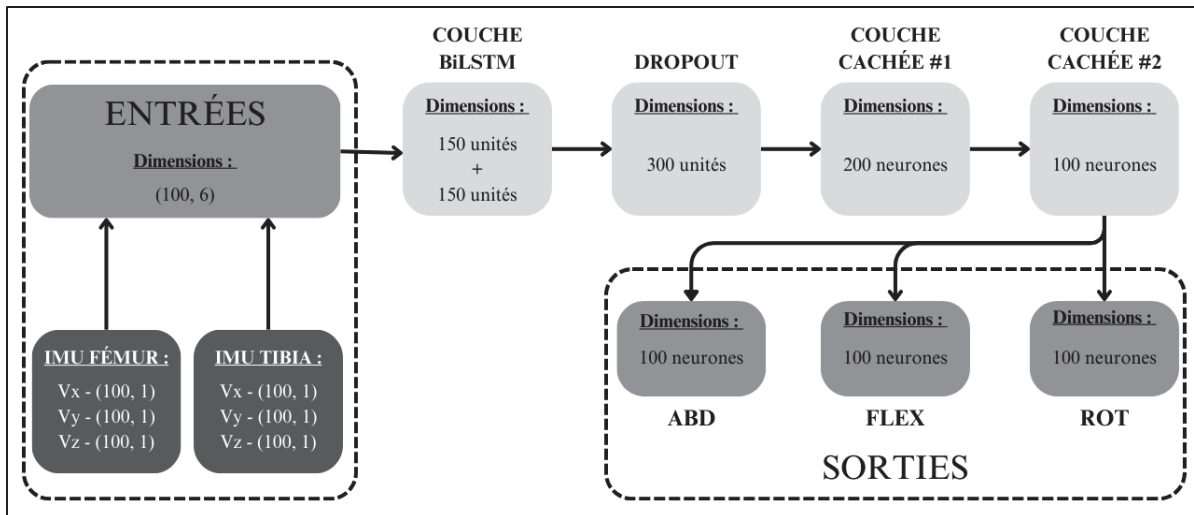 ENTRÉES
Dimensions :
(100, 6)
IMU FÉMUR :
Vx - (100, 1)
Vy - (100, 1)
Vz - (100, 1)
IMU TIBIA :
Vx - (100, 1)
Vy - (100, 1)
Vz - (100, 1)
COUCHE
BiLSTM
Dimensions :
150 unités
+
150 unités
DROPOUT
Dimensions :
300 unités
COUCHE
CACHÉE #1
Dimensions :
200 neurones
COUCHE
CACHÉE #2
Dimensions :
100 neurones
Dimensions :
100 neurones
ABD
Dimensions :
100 neurones
FLEX
Dimensions :
100 neurones
ROT
SORTIES